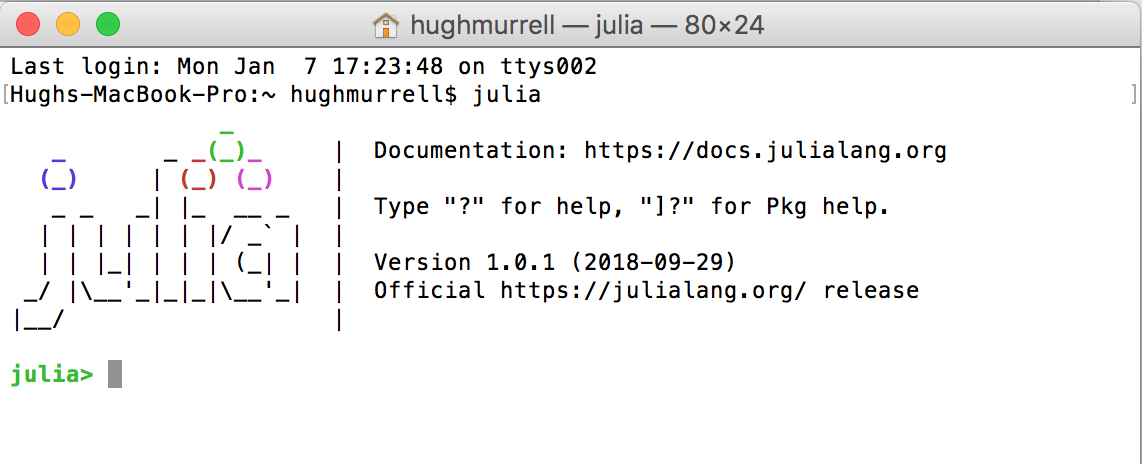 hughmurrell — julia — 80×24
Last login: Mon Jan  7 17:23:48 on ttys002
[Hughs-MacBook-Pro:~ hughmurrell$ julia ]
               _
   _       _ _(_)_     |  Documentation: https://docs.julialang.org
  (_)     | (_) (_)    |
   _ _   _| |_  __ _   |  Type "?" for help, "]?" for Pkg help.
  | | | | | | |/ _` |  |
  | | |_| | | | (_| |  |  Version 1.0.1 (2018-09-29)
 _/ |\__'_|_|_|\__'_|  |  Official https://julialang.org/ release
|__/                   |
julia>